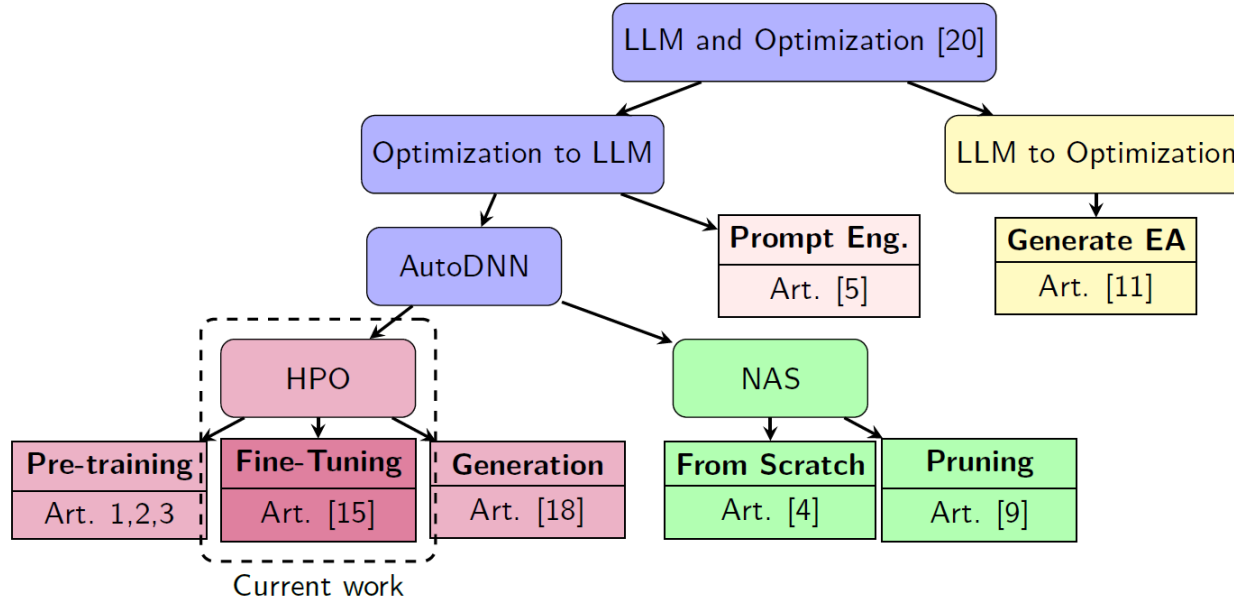 LLM and Optimization [20]
Optimization to LLM
LLM to Optimization
AutoDNN
Prompt Eng.
Art. [5]
Generate EA
Art. [11]
HPO
NAS
Pre-training
Art. 1,2,3
Fine-Tuning
Art. [15]
Generation
Art. [18]
From Scratch
Art. [4]
Pruning
Art. [9]
Current work